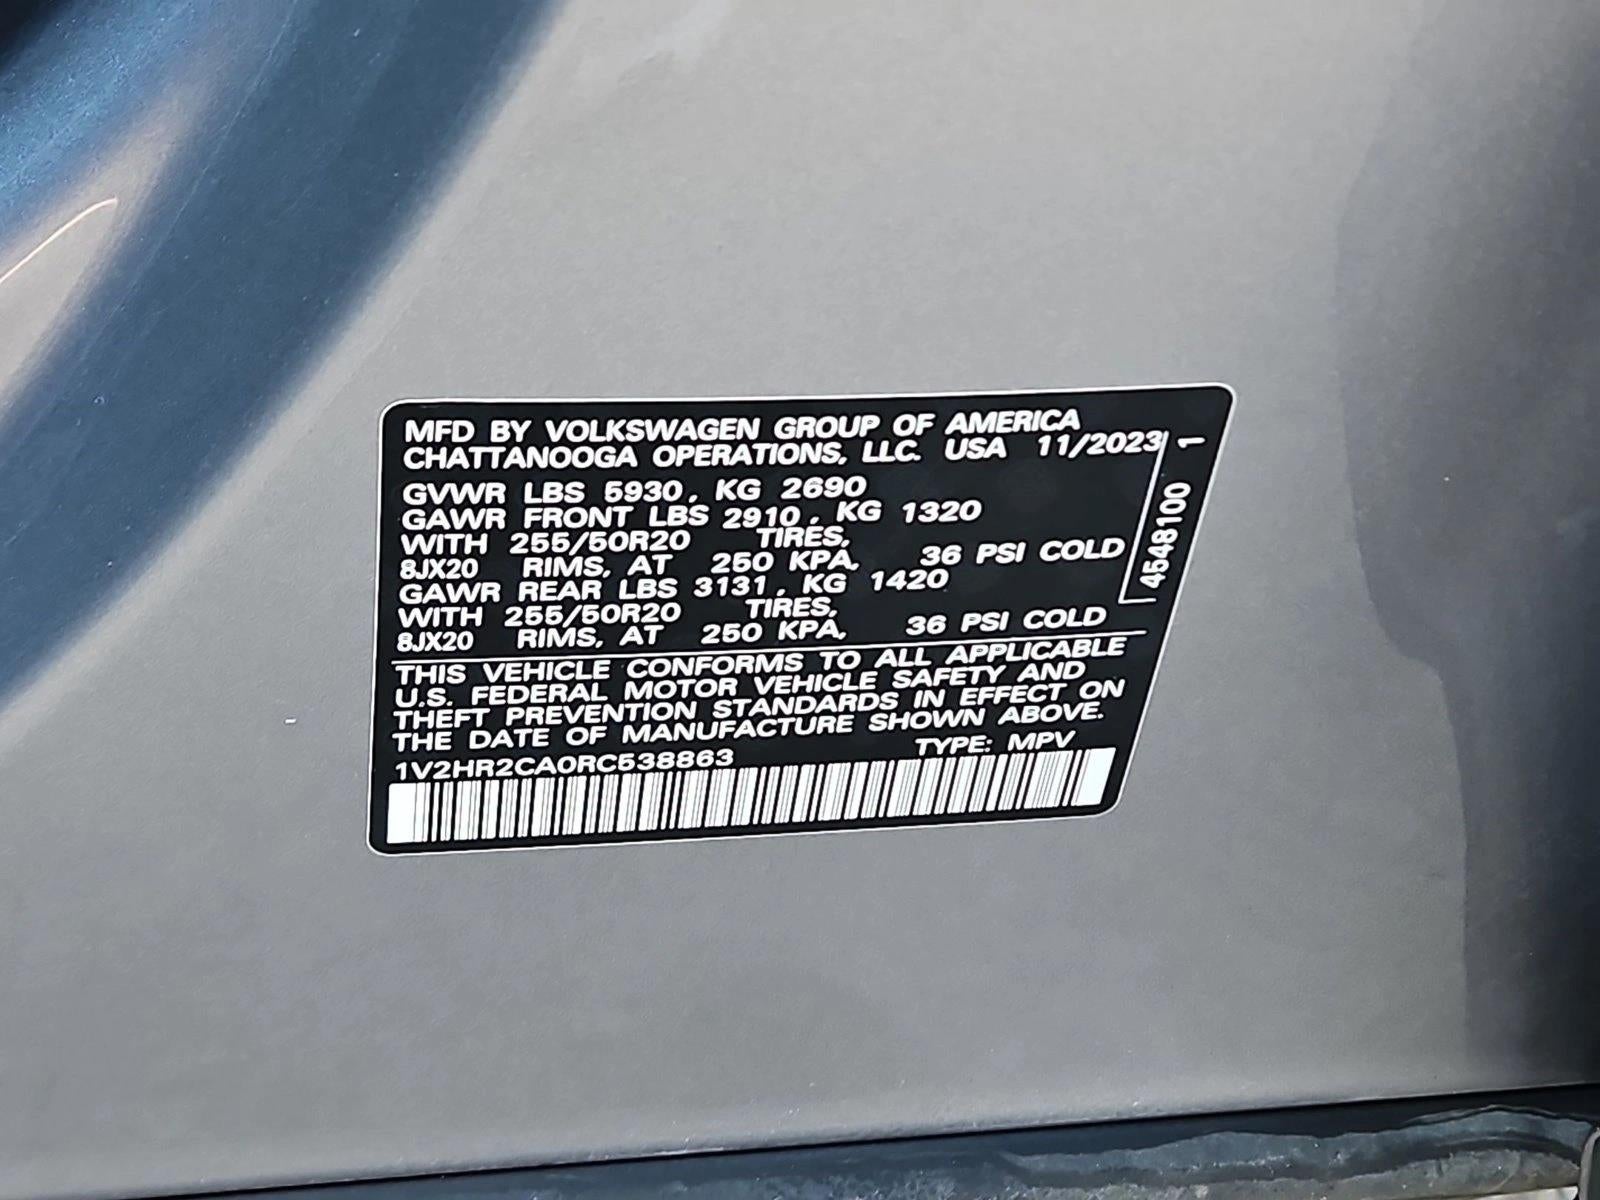 MFD BY VOLKSWAGEN GROUP OF AMERICA
CHATTANOOGA OPERATIONS, LLC. USA 11/2023
GVWR LBS 5930, KG 2690
GAWR FRONT LBS 2910, KG 1320
WITH 255/50R20 TIRES,
8JX20 RIMS, AT 250 KPA, 36 PSI COLD
GAWR REAR LBS 3131, KG 1420
WITH 255/50R20 TIRES,
8JX20 RIMS, AT 250 KPA, 36 PSI COLD
THIS VEHICLE CONFORMS TO ALL APPLICABLE
U.S. FEDERAL MOTOR VEHICLE SAFETY AND
THEFT PREVENTION STANDARDS IN EFFECT ON
THE DATE OF MANUFACTURE SHOWN ABOVE.
1V2HR2CA0RC538863 TYPE: MPV
4548100 1